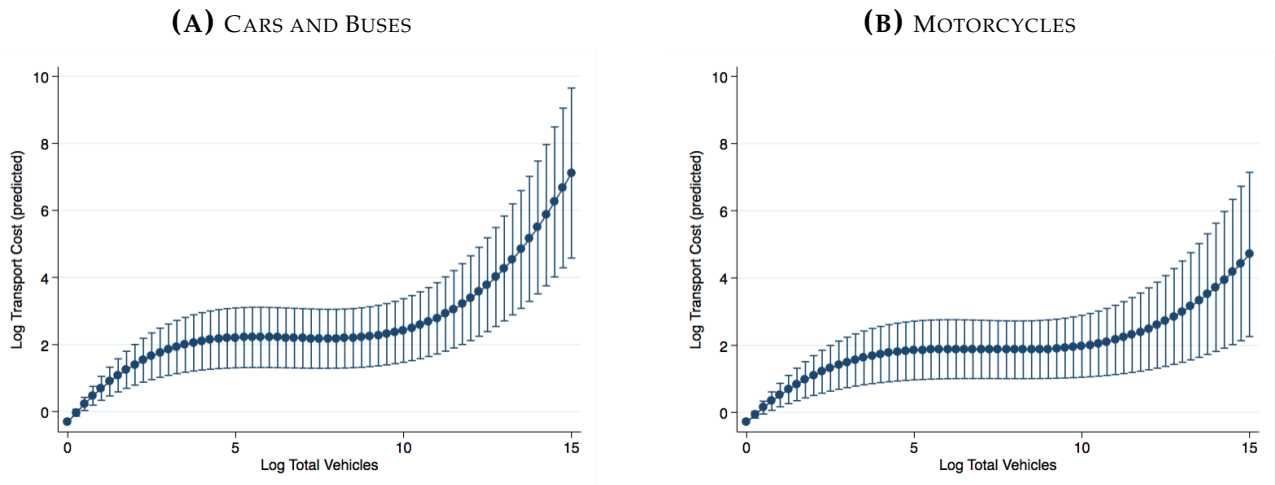 (A) CARS AND BUSES
10
8
6
4
2
0
Log Transport Cost (predicted)
0 5 10 15
Log Total Vehicles
(B) MOTORCYCLES
10
8
6
4
2
0
Log Transport Cost (predicted)
0 5 10 15
Log Total Vehicles